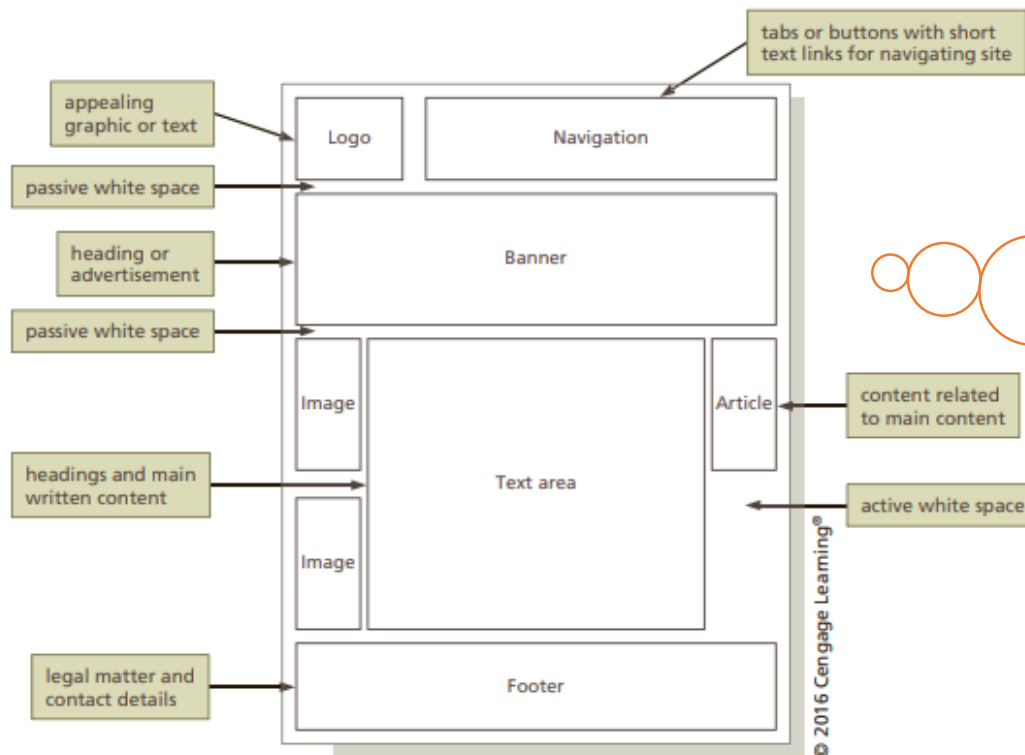 tabs or buttons with short
text links for navigating site
appealing
graphic or text
Logo
Navigation
passive white space
heading or
advertisement
Banner
passive white space
Image
Article
content related
to main content
headings and main
written content
Text area
active white space
Image
legal matter and
contact details
Footer
© 2016 Cengage Learning®